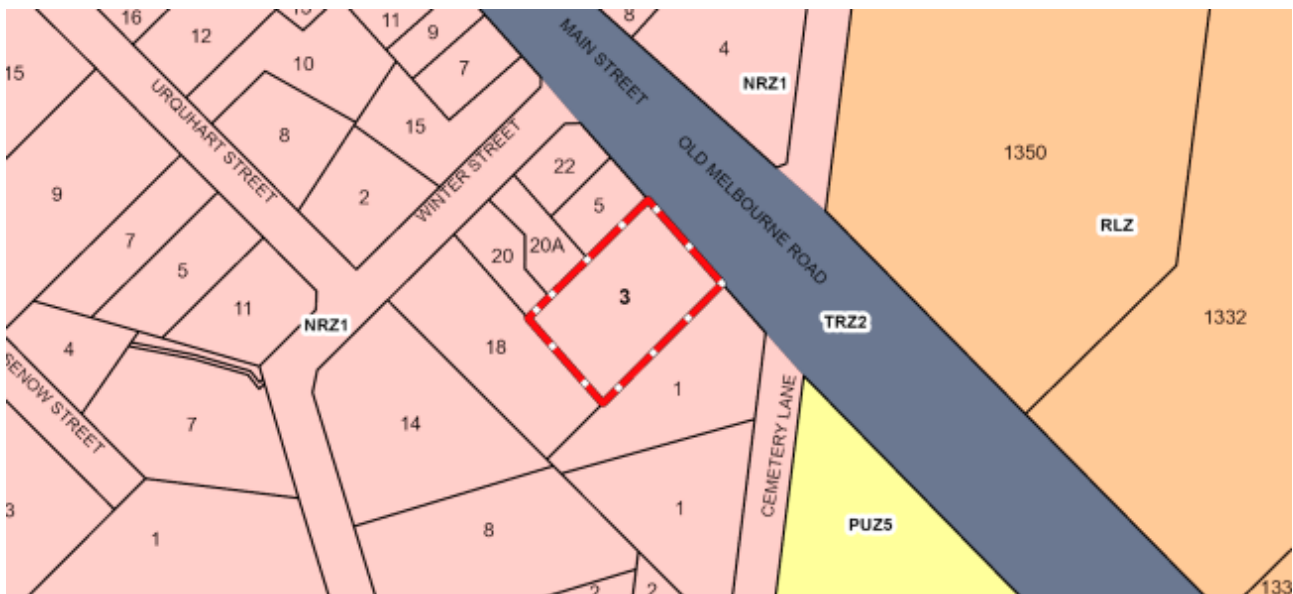 16
12
11
9
8
7
4
NRZ1
MAIN STREET
15
10
URQUHART STREET
8
15
2
WINTER STREET
22
5
OLD MELBOURNE ROAD
1350
RLZ
9
7
5
11
NRZ1
20
20A
3
TRZ2
1332
4
SENOW STREET
7
14
18
1
CEMETERY LANE
3
1
8
1
PUZ5
2
2
133